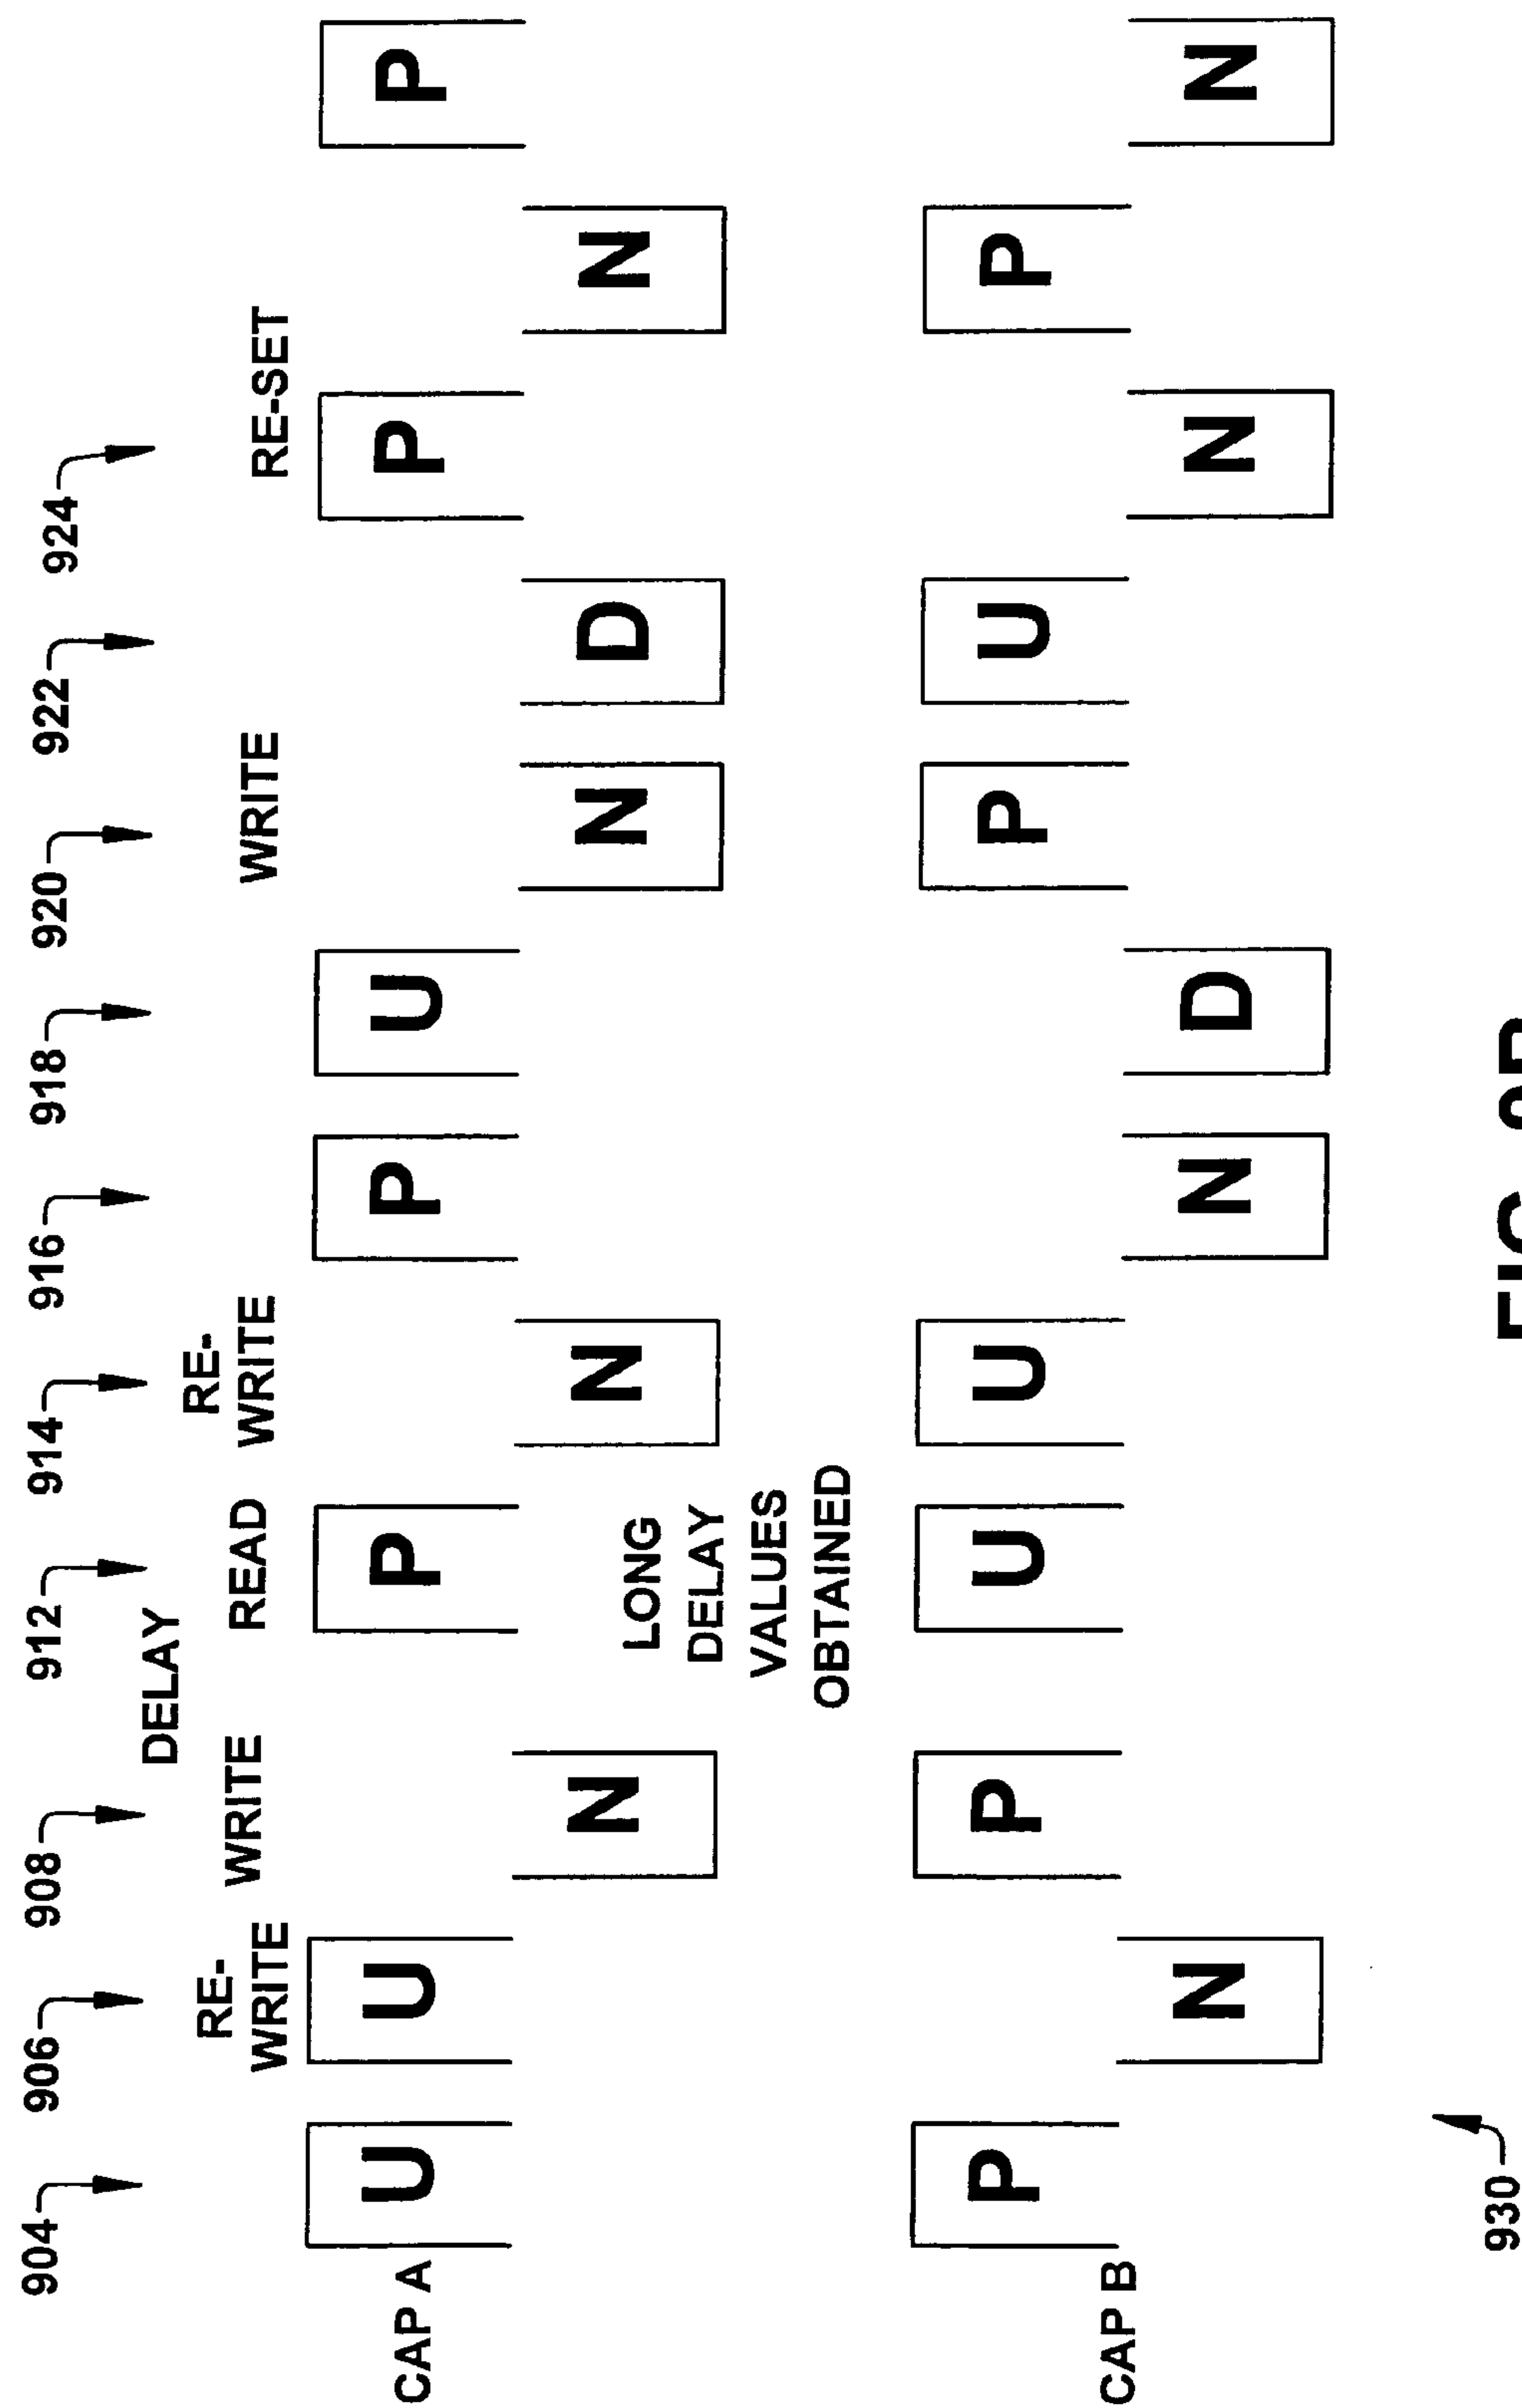 904 906 908 912 914 916 918 920 922 924
DELAY
RE- RE-
WRITE WRITE READ WRITE WRITE RE-SET
CAP A U U P P U P P
N N N D N
LONG
DELAY
VALUES
OBTAINED
P P U U P U P
CAP B
N N D N N
930